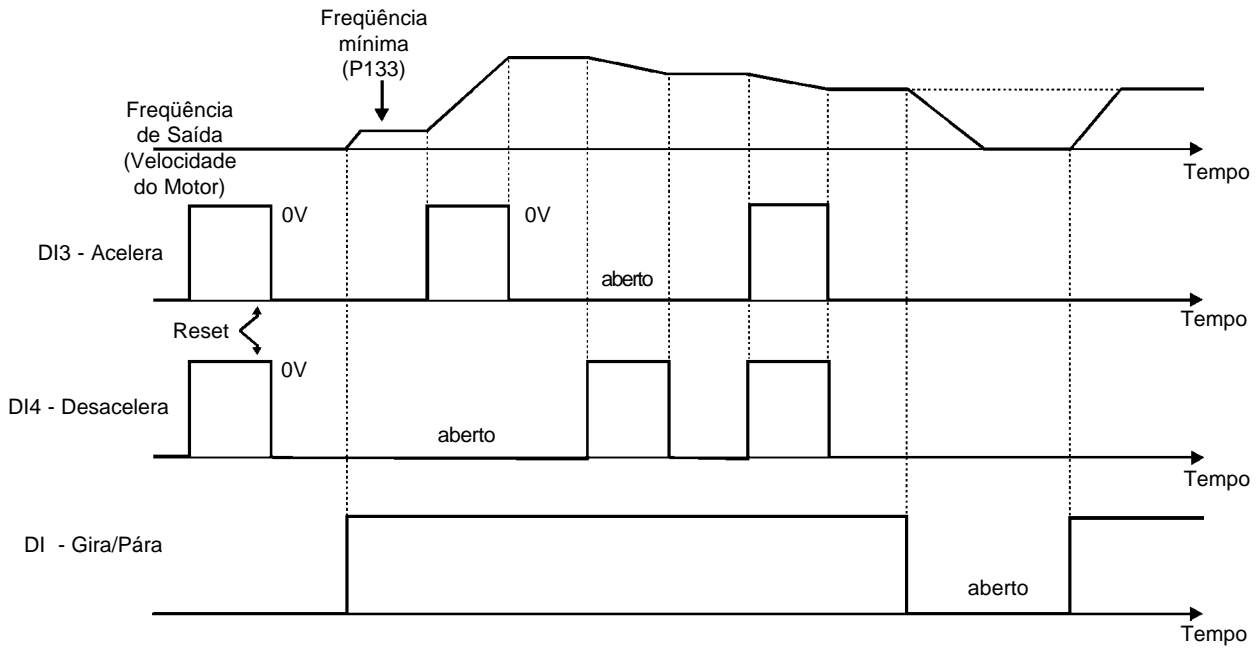 Freqüência
mínima
(P133)
Freqüência
de Saída
(Velocidade
do Motor)
Tempo
0V
0V
DI3 - Acelera
aberto
Tempo
Reset
0V
DI4 - Desacelera
aberto
Tempo
DI - Gira/Pára
aberto
Tempo